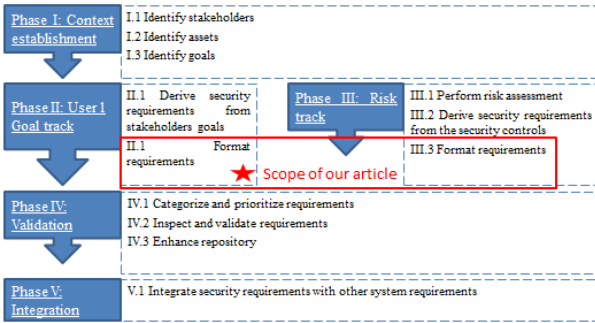 Phase I: Context
establishment
I.1 Identify stakeholders
I.2 Identify assets
I.3 Identify goals
Phase II: User1
Goal track
II.1 Derive security
requirements from
stakeholders goals
II.1 Format
requirements
Phase III: Risk
track
III.1 Perform risk assessment
III.2 Derive security requirements
from the security controls
III.3 Format requirements
Scope of our article
Phase IV:
Validation
IV.1 Categorize and prioritize requirements
IV.2 Inspect and validate requirements
IV.3 Enhance repository
Phase V:
Integration
V.1 Integrate security requirements with other system requirements